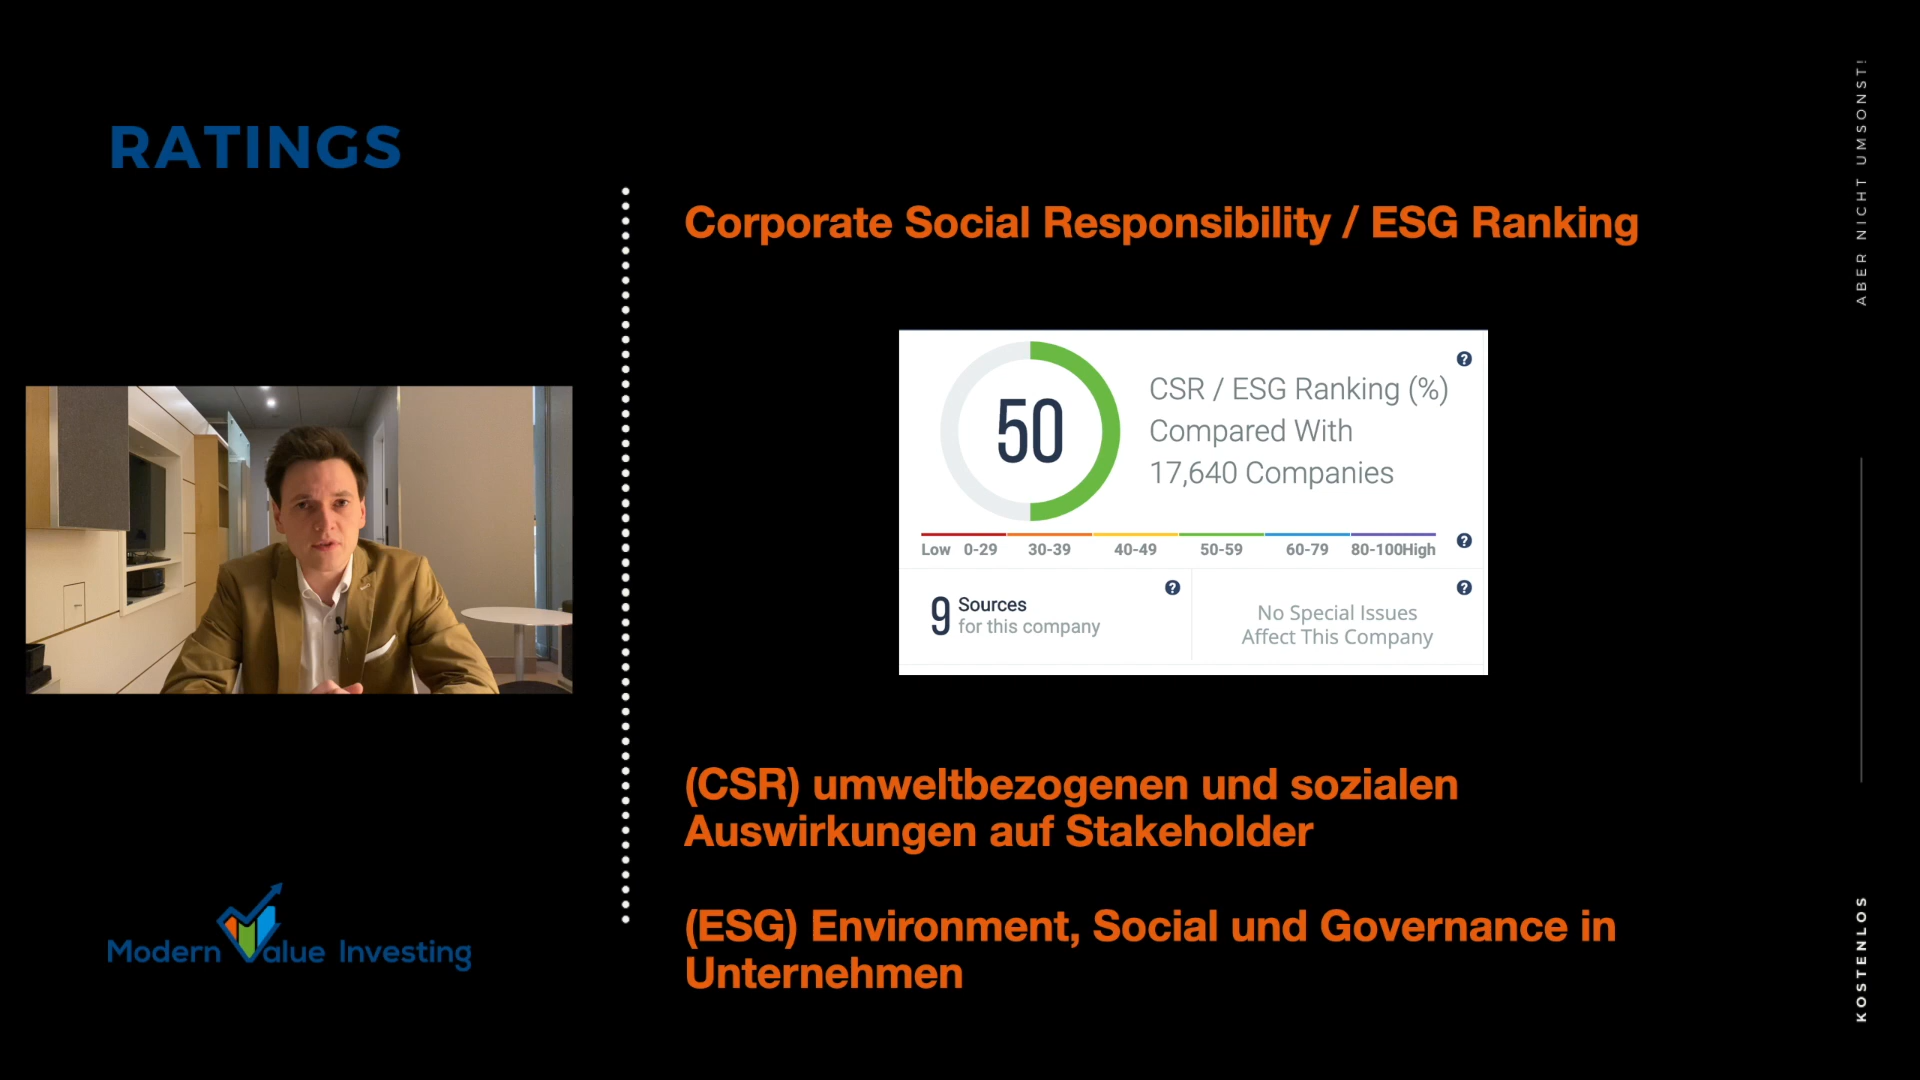 RATINGS
Corporate Social Responsibility / ESG Ranking
50
CSR / ESG Ranking (%)
Compared With
17,640 Companies
?
Low 0-29 30-39 40-49 50-59 60-79 80-100High
?
9 Sources
for this company
?
No Special Issues
Affect This Company
?
(CSR) umweltbezogenen und sozialen
Auswirkungen auf Stakeholder
(ESG) Environment, Social und Governance in
Unternehmen
Modern Value Investing
ABER NICHT UMSONST!
KOSTENLOS